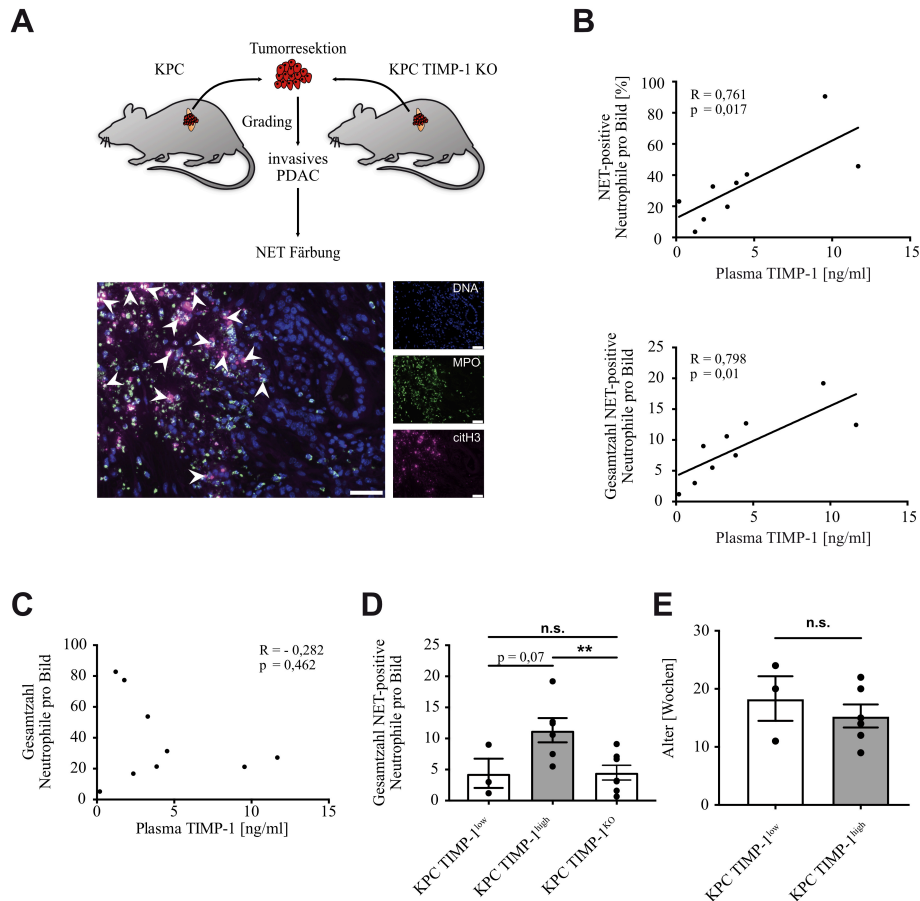 A
Tumorresektion
KPC
KPC TIMP-1 KO
Grading
invasives
PDAC
NET Färbung
DNA
MPO
citH3
B
R = 0,761
p = 0,017
NET-positive
Neutrophile pro Bild [%]
100
80
60
40
20
0
0
5
10
15
Plasma TIMP-1 [ng/ml]
R = 0,798
p = 0,01
Gesamtzahl NET-positive
Neutrophile pro Bild
25
20
15
10
5
0
0
5
10
15
Plasma TIMP-1 [ng/ml]
C
R = - 0,282
p = 0,462
Gesamtzahl
Neutrophile pro Bild
100
80
60
40
20
0
0
5
10
15
Plasma TIMP-1 [ng/ml]
D
n.s.
p = 0,07
**
Gesamtzahl NET-positive
Neutrophile pro Bild
25
20
15
10
5
0
KPC TIMP-1low
KPC TIMP-1high
KPC TIMP-1KO
E
n.s.
Alter [Wochen]
30
20
10
0
KPC TIMP-1low
KPC TIMP-1high